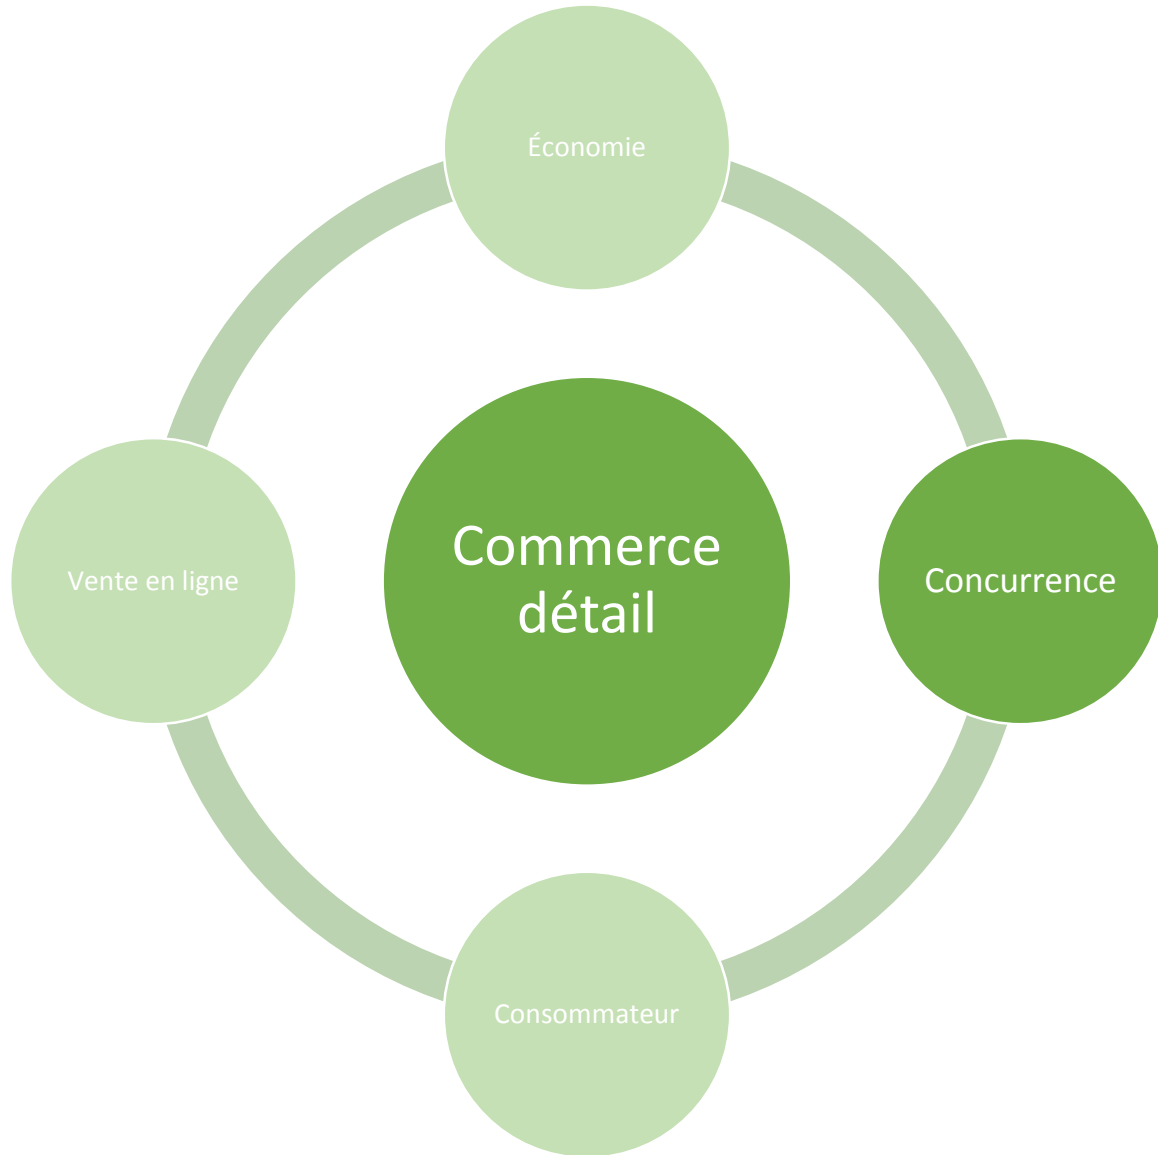 Économie
Vente en ligne
Commerce
détail
Concurrence
Consommateur